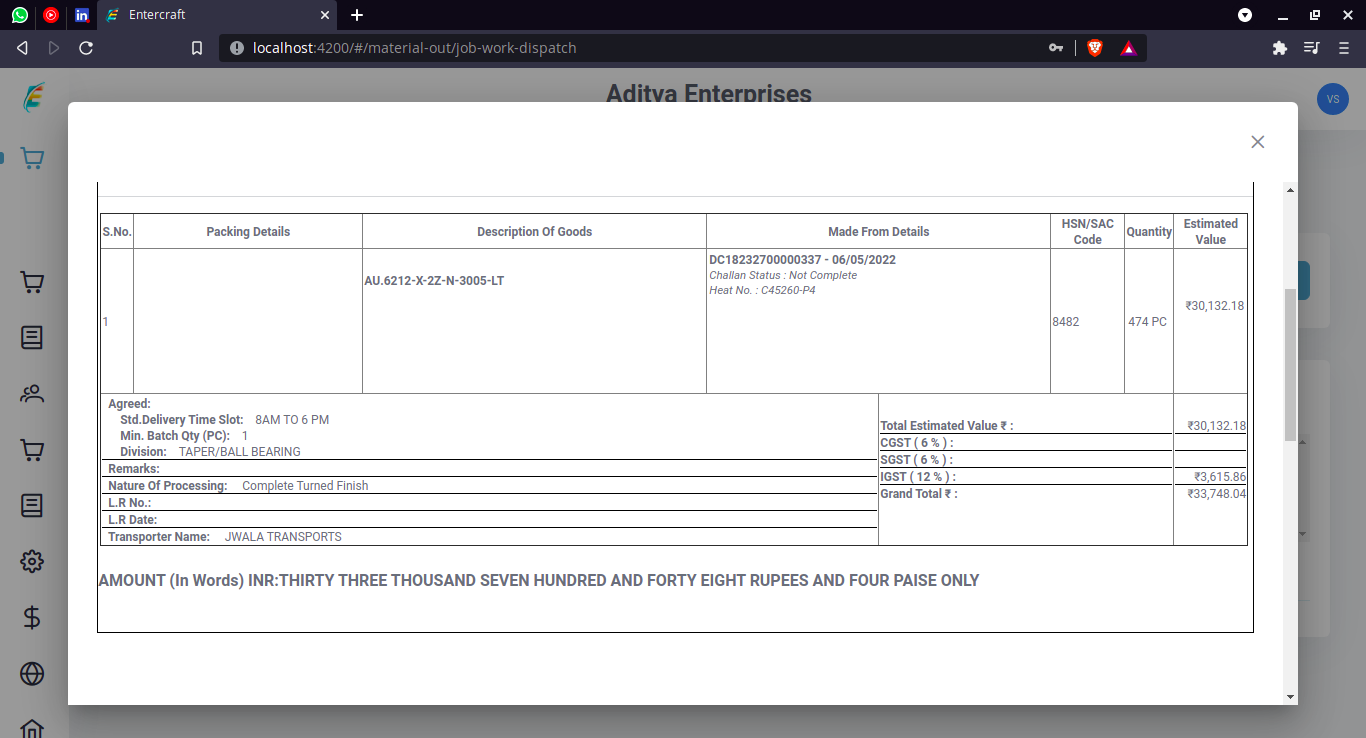 Entercraft
localhost:4200/#/material-out/job-work-dispatch
Aditya Enterprises
VS
S.No. Packing Details Description Of Goods Made From Details HSN/SAC Code Quantity Estimated Value
1 AU.6212-X-2Z-N-3005-LT DC18232700000337 - 06/05/2022 8482 474 PC ₹30,132.18
Challan Status : Not Complete
Heat No. : C45260-P4
Agreed:
Std.Delivery Time Slot: 8AM TO 6 PM
Min. Batch Qty (PC): 1
Division: TAPER/BALL BEARING
Remarks:
Nature Of Processing: Complete Turned Finish
L.R No.:
L.R Date:
Transporter Name: JWALA TRANSPORTS
Total Estimated Value ₹ : ₹30,132.18
CGST ( 6 % ) :
SGST ( 6 % ) :
IGST ( 12 % ) : ₹3,615.86
Grand Total ₹ : ₹33,748.04
AMOUNT (In Words) INR:THIRTY THREE THOUSAND SEVEN HUNDRED AND FORTY EIGHT RUPEES AND FOUR PAISE ONLY